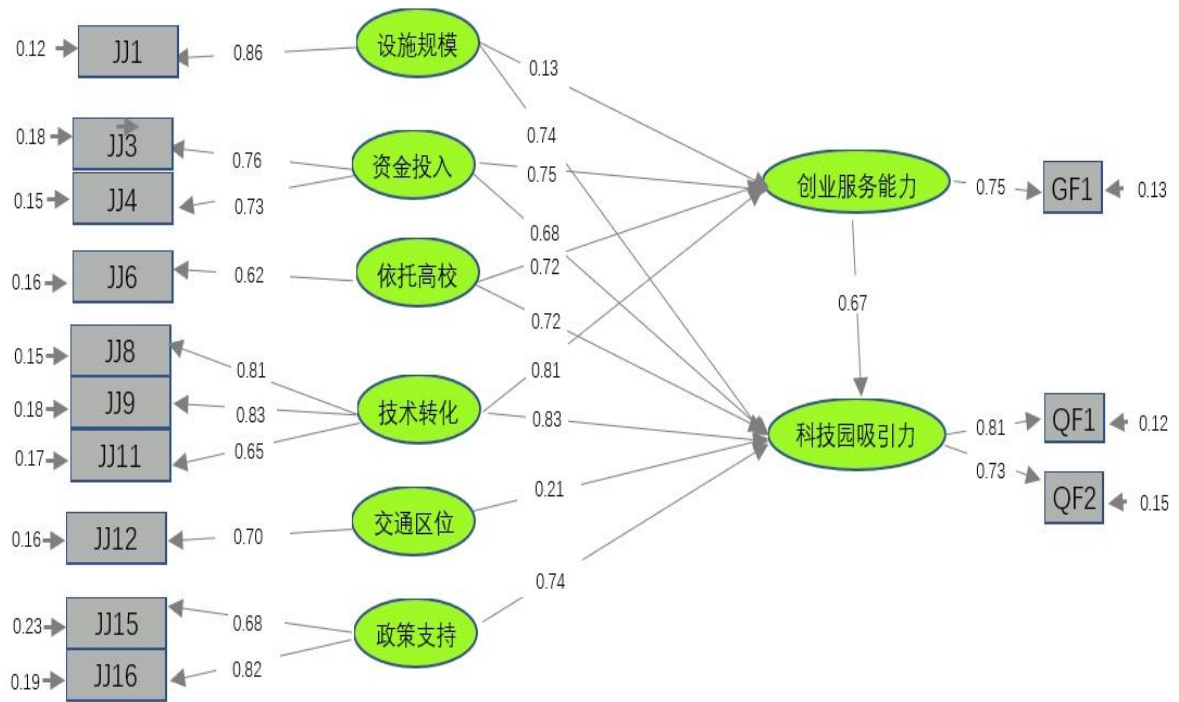 0.12
JJ1
0.86
设施规模
0.13
0.74
0.18
JJ3
0.76
资金投入
0.75
0.15
JJ4
0.73
0.68
创业服务能力
0.75
GF1
0.13
0.16
JJ6
0.62
依托高校
0.72
0.72
0.67
0.15
JJ8
0.81
0.81
0.18
JJ9
0.83
技术转化
0.83
0.17
JJ11
0.65
科技园吸引力
0.81
QF1
0.12
0.73
QF2
0.15
0.16
JJ12
0.70
交通区位
0.21
0.23
JJ15
0.68
政策支持
0.74
0.19
JJ16
0.82